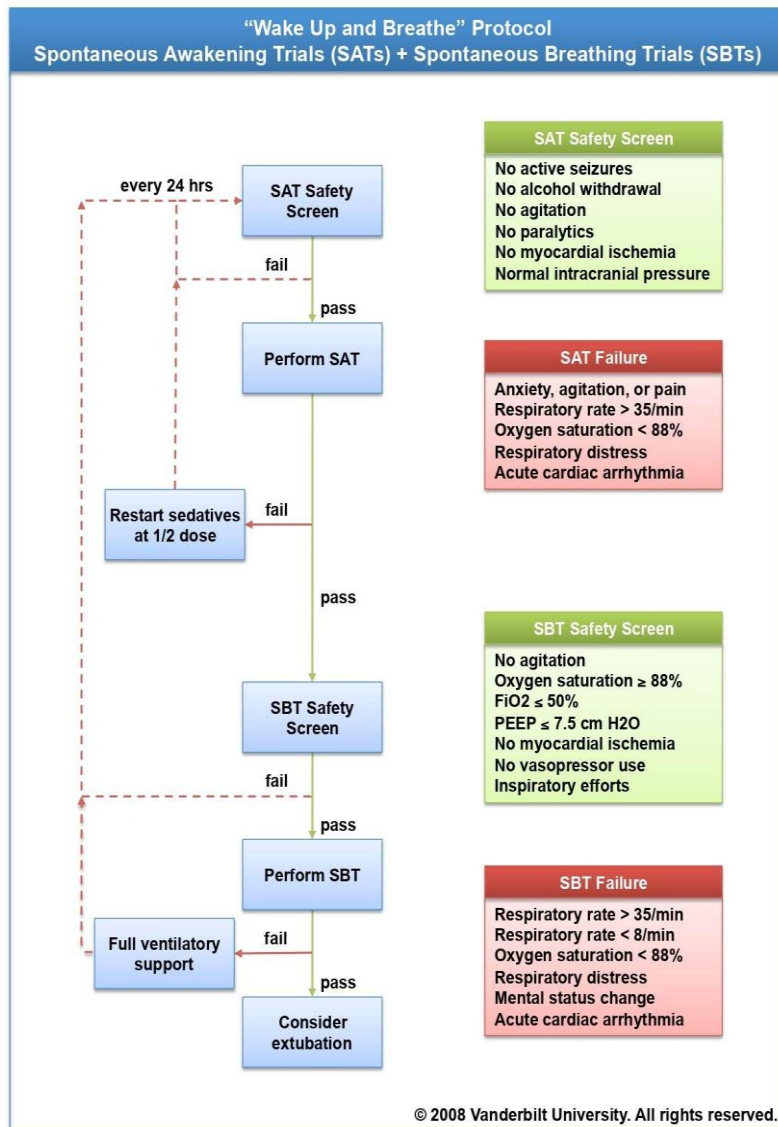 “Wake Up and Breathe” Protocol
Spontaneous Awakening Trials (SATs) + Spontaneous Breathing Trials (SBTs)
every 24 hrs
SAT Safety
Screen
fail
pass
Perform SAT
fail
Restart sedatives
at 1/2 dose
pass
SBT Safety
Screen
fail
pass
Perform SBT
fail
Full ventilatory
support
pass
Consider
extubation
SAT Safety Screen
No active seizures
No alcohol withdrawal
No agitation
No paralytics
No myocardial ischemia
Normal intracranial pressure
SAT Failure
Anxiety, agitation, or pain
Respiratory rate > 35/min
Oxygen saturation < 88%
Respiratory distress
Acute cardiac arrhythmia
SBT Safety Screen
No agitation
Oxygen saturation ≥ 88%
FiO2 ≤ 50%
PEEP ≤ 7.5 cm H2O
No myocardial ischemia
No vasopressor use
Inspiratory efforts
SBT Failure
Respiratory rate > 35/min
Respiratory rate < 8/min
Oxygen saturation < 88%
Respiratory distress
Mental status change
Acute cardiac arrhythmia
© 2008 Vanderbilt University. All rights reserved.